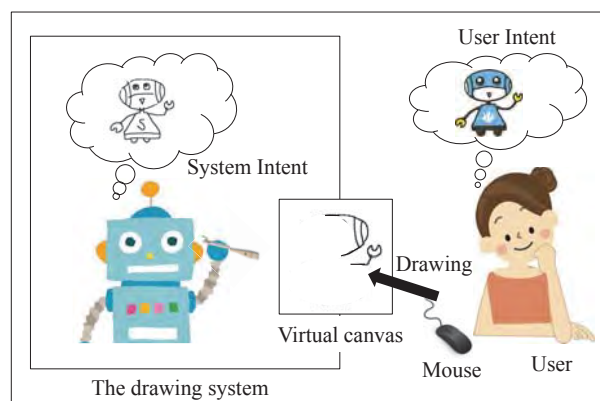 User Intent
S
System Intent
Drawing
Virtual canvas
Mouse
User
The drawing system